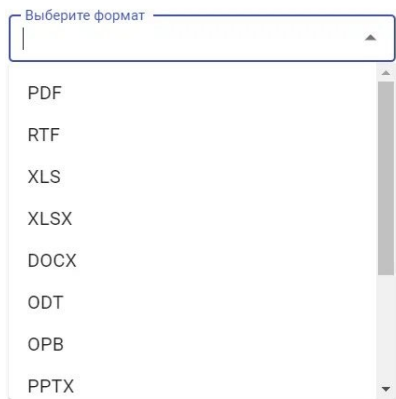 Выберите формат
PDF
RTF
XLS
XLSX
DOCX
ODT
OPB
PPTX